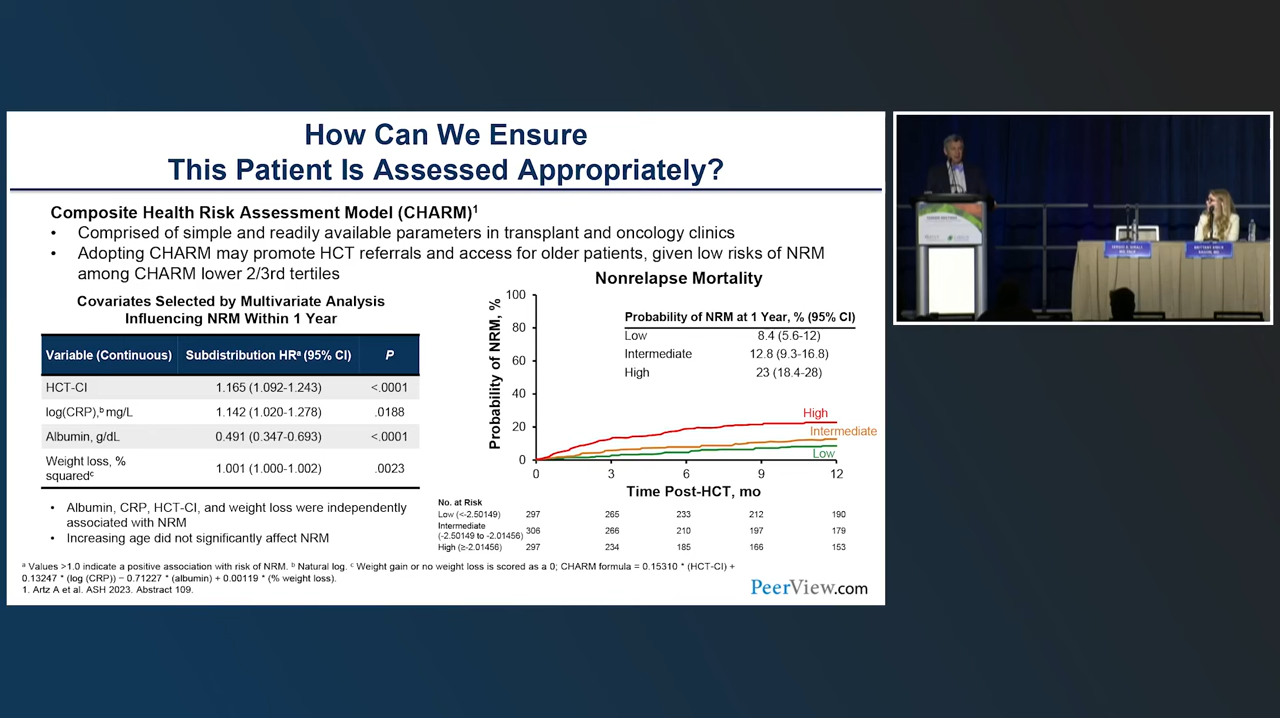 How Can We Ensure
This Patient Is Assessed Appropriately?
Composite Health Risk Assessment Model (CHARM)1
• Comprised of simple and readily available parameters in transplant and oncology clinics
• Adopting CHARM may promote HCT referrals and access for older patients, given low risks of NRM
among CHARM lower 2/3rd tertiles
Covariates Selected by Multivariate Analysis
Influencing NRM Within 1 Year
Variable (Continuous) Subdistribution HRa (95% CI) P
HCT-CI 1.165 (1.092-1.243) <.0001
log(CRP),b mg/L 1.142 (1.020-1.278) .0188
Albumin, g/dL 0.491 (0.347-0.693) <.0001
Weight loss, %
squaredc 1.001 (1.000-1.002) .0023
• Albumin, CRP, HCT-CI, and weight loss were independently
associated with NRM
• Increasing age did not significantly affect NRM
Nonrelapse Mortality
Probability of NRM, %
100
80
60
40
20
0
Probability of NRM at 1 Year, % (95% CI)
Low 8.4 (5.6-12)
Intermediate 12.8 (9.3-16.8)
High 23 (18.4-28)
High
Intermediate
Low
0 3 6 9 12
Time Post-HCT, mo
No. at Risk
Low (<-2.50149) 297 265 233 212 190
Intermediate
(-2.50149 to -2.01456) 306 266 210 197 179
High (≥-2.01456) 297 234 185 166 153
a Values >1.0 indicate a positive association with risk of NRM. b Natural log. c Weight gain or no weight loss is scored as a 0; CHARM formula = 0.15310 * (HCT-CI) +
0.13247 * (log (CRP)) − 0.71227 * (albumin) + 0.00119 * (% weight loss).
1. Artz A et al. ASH 2023. Abstract 109.
PeerView.com